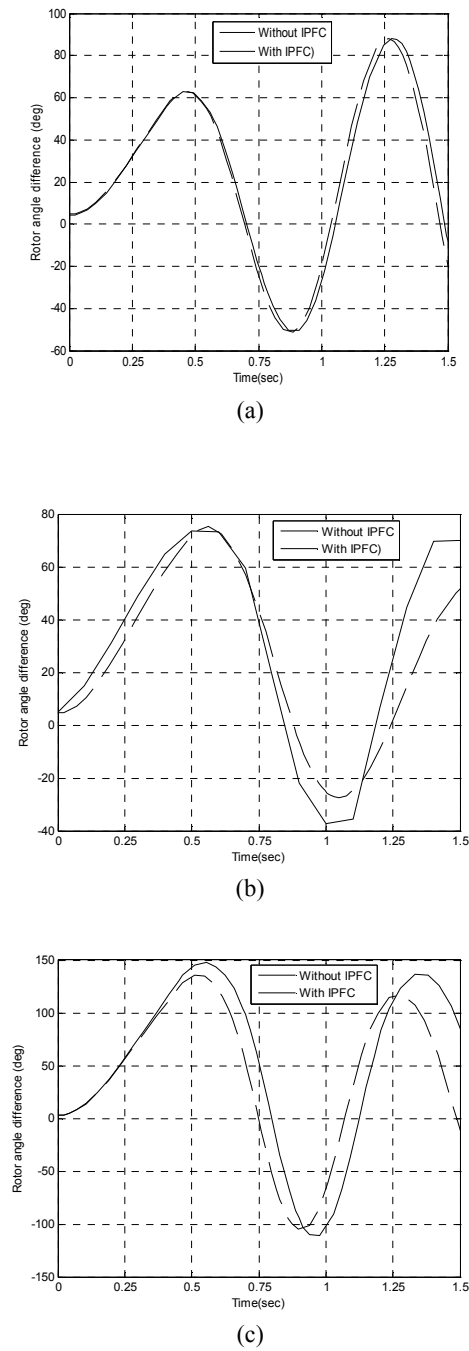 100
80
60
40
20
0
-20
-40
-60
Rotor angle difference (deg)
Without IPFC
With IPFC)
0
0.25
0.5
0.75
1
1.25
1.5
Time(sec)
(a)
80
60
40
20
0
-20
-40
Rotor angle difference (deg)
Without IPFC
With IPFC)
0
0.25
0.5
0.75
1
1.25
1.5
Time(sec)
(b)
150
100
50
0
-50
-100
-150
Rotor angle difference (deg)
Without IPFC
With IPFC
0
0.25
0.5
0.75
1
1.25
1.5
Time(sec)
(c)